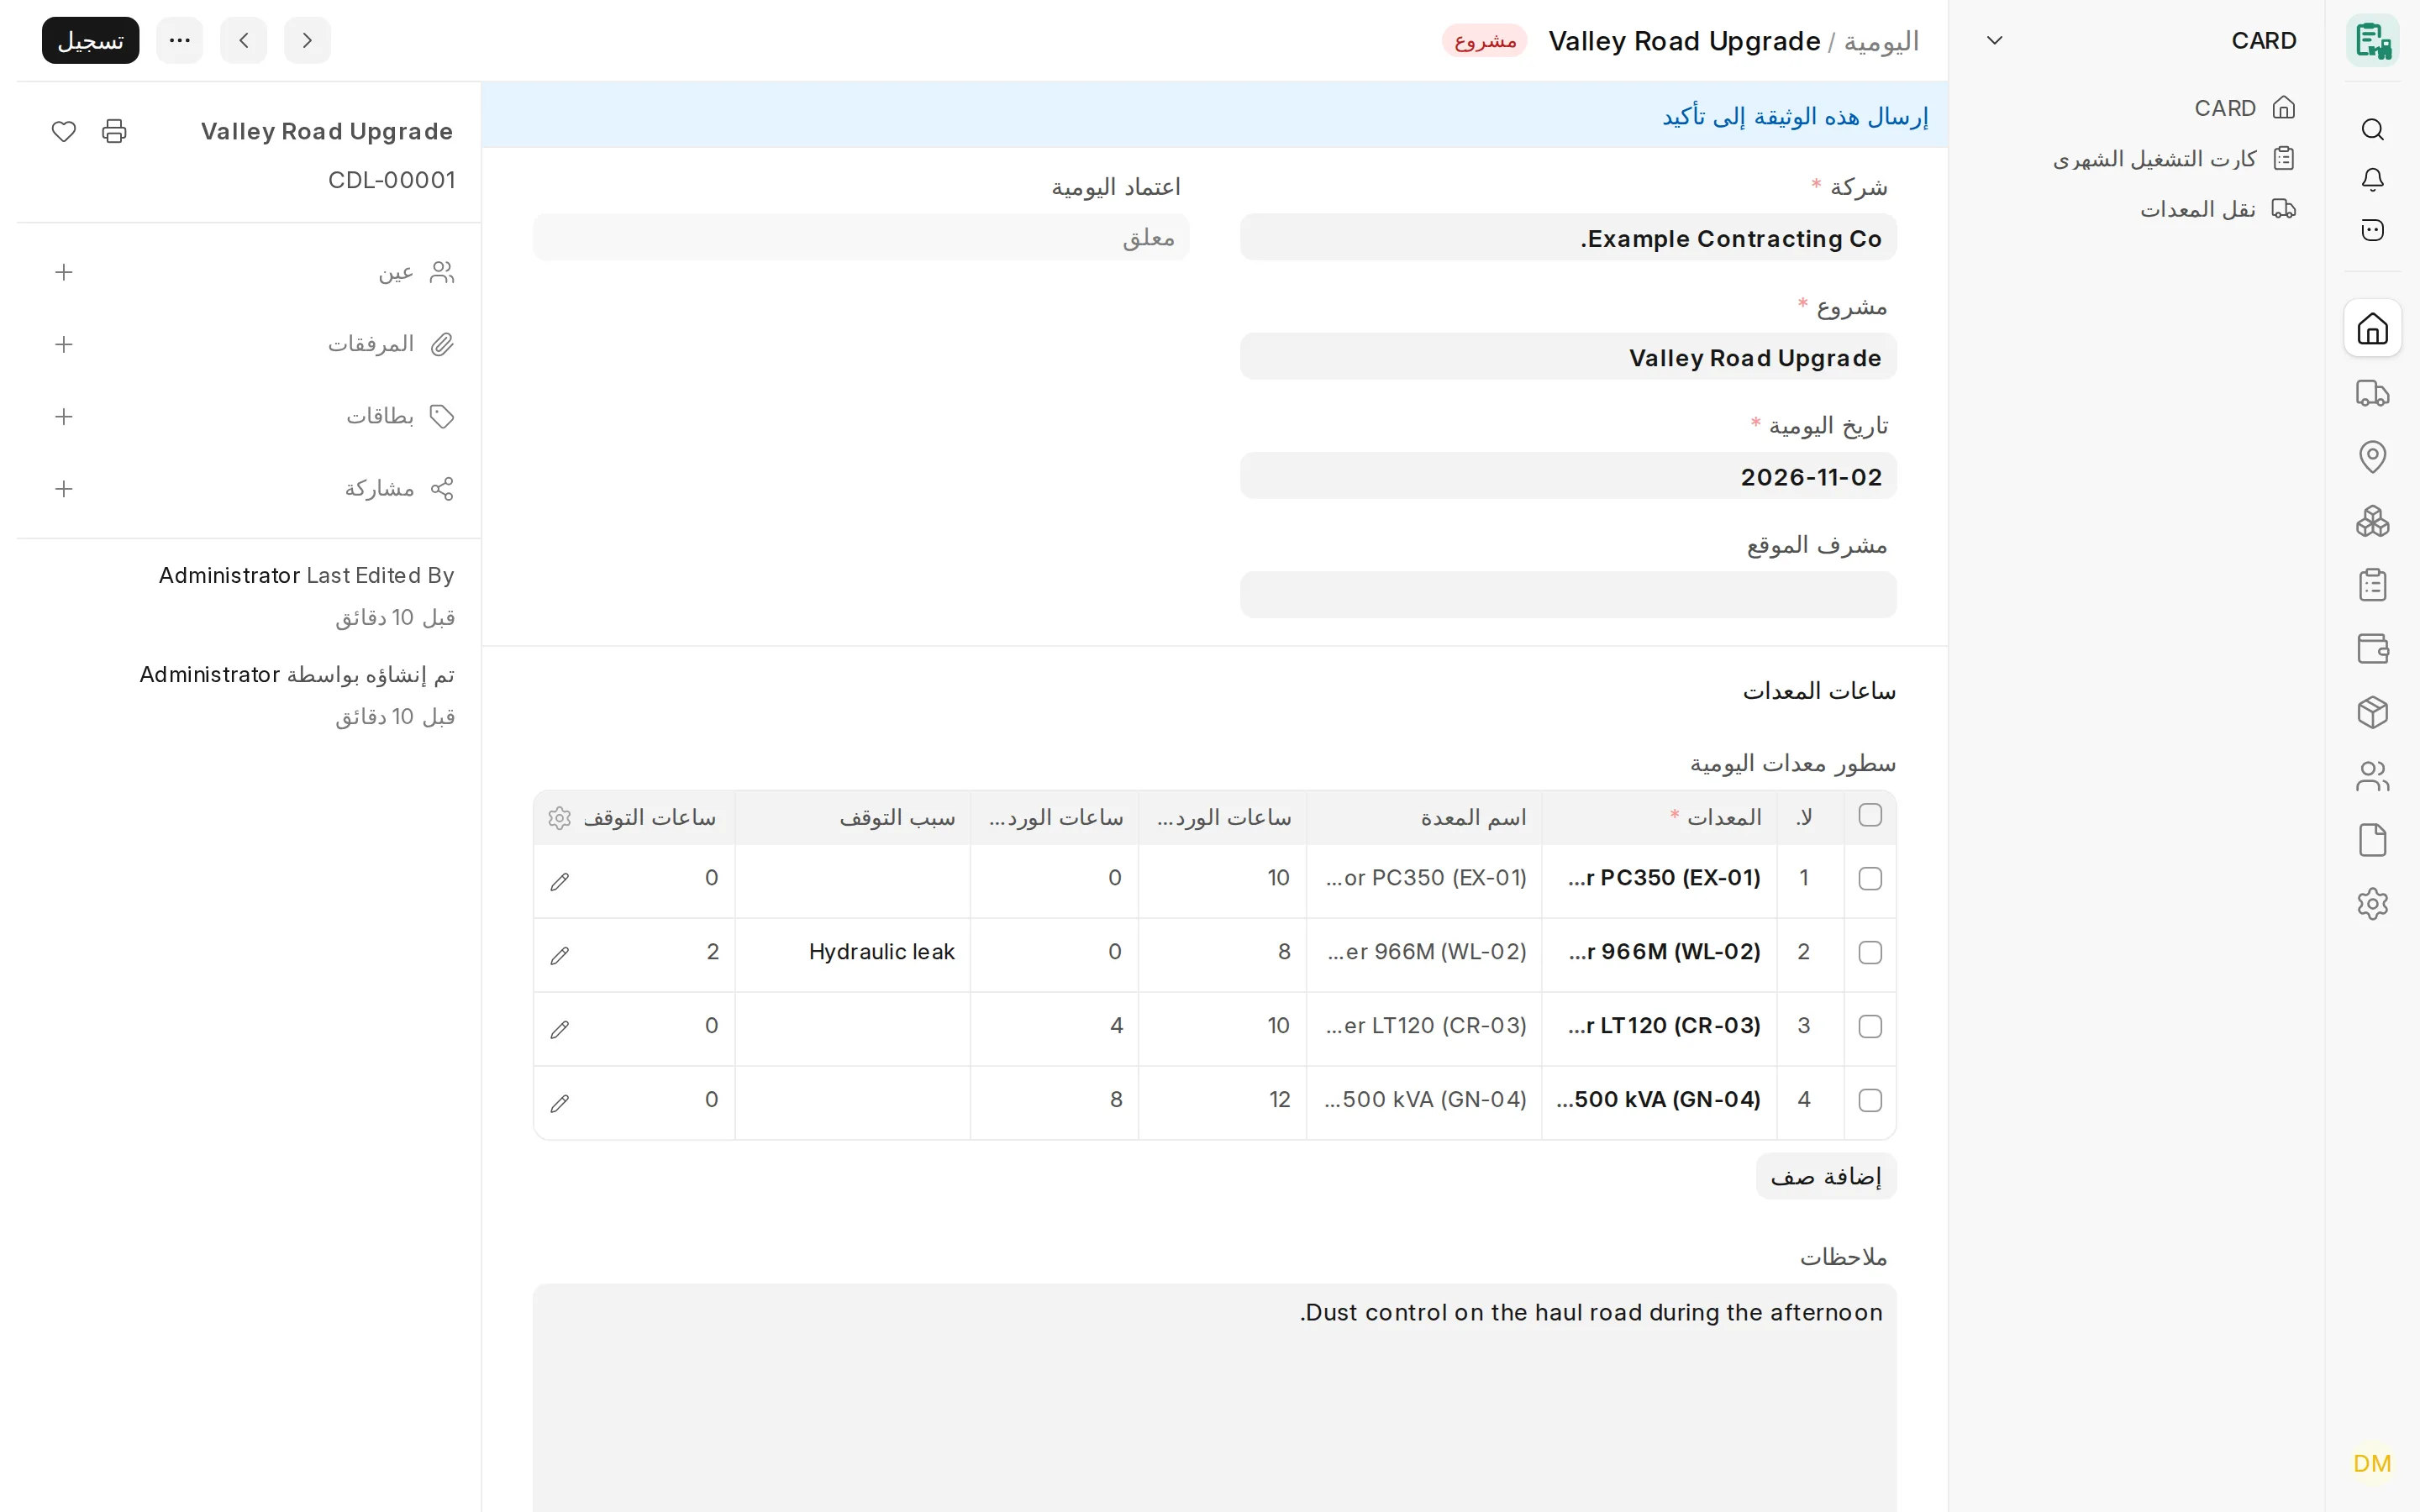 CARD
CARD
كارت التشغيل الشهرى
نقل المعدات
DM
اليومية / Valley Road Upgrade مشروع
تسجيل
إرسال هذه الوثيقة إلى تأكيد
شركة *
Example Contracting Co.
مشروع *
Valley Road Upgrade
تاريخ اليومية *
2026-11-02
مشرف الموقع
اعتماد اليومية
معلق
ساعات المعدات
سطور معدات اليومية
لا. المعدات * اسم المعدة ساعات الورد... ساعات الورد... سبب التوقف ساعات التوقف
1 ...r PC350 (EX-01) ...or PC350 (EX-01) 10 0 0
2 ...r 966M (WL-02) ...er 966M (WL-02) 8 0 Hydraulic leak 2
3 ...r LT120 (CR-03) ...er LT120 (CR-03) 10 4 0
4 ...500 kVA (GN-04) ...500 kVA (GN-04) 12 8 0
إضافة صف
ملاحظات
Dust control on the haul road during the afternoon.
Valley Road Upgrade
CDL-00001
عين
المرفقات
بطاقات
مشاركة
Administrator Last Edited By
قبل 10 دقائق
تم إنشاؤه بواسطة Administrator
قبل 10 دقائق